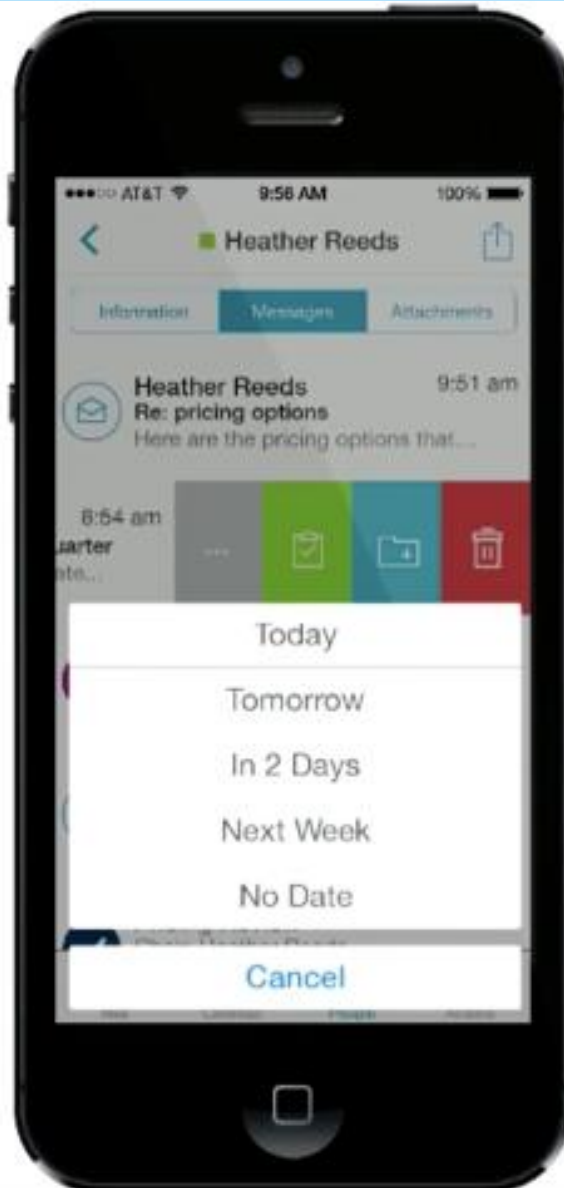 AT&T 9:56 AM 100%
Heather Reeds
Information Messages Attachments
Heather Reeds 9:51 am
Re: pricing options
Here are the pricing options that...
8:54 am
uarter
ate...
...
Today
Tomorrow
In 2 Days
Next Week
No Date
Cancel